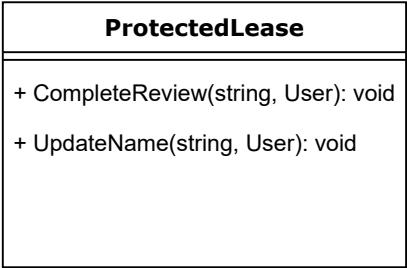 ProtectedLease
+ CompleteReview(string, User): void
+ UpdateName(string, User): void